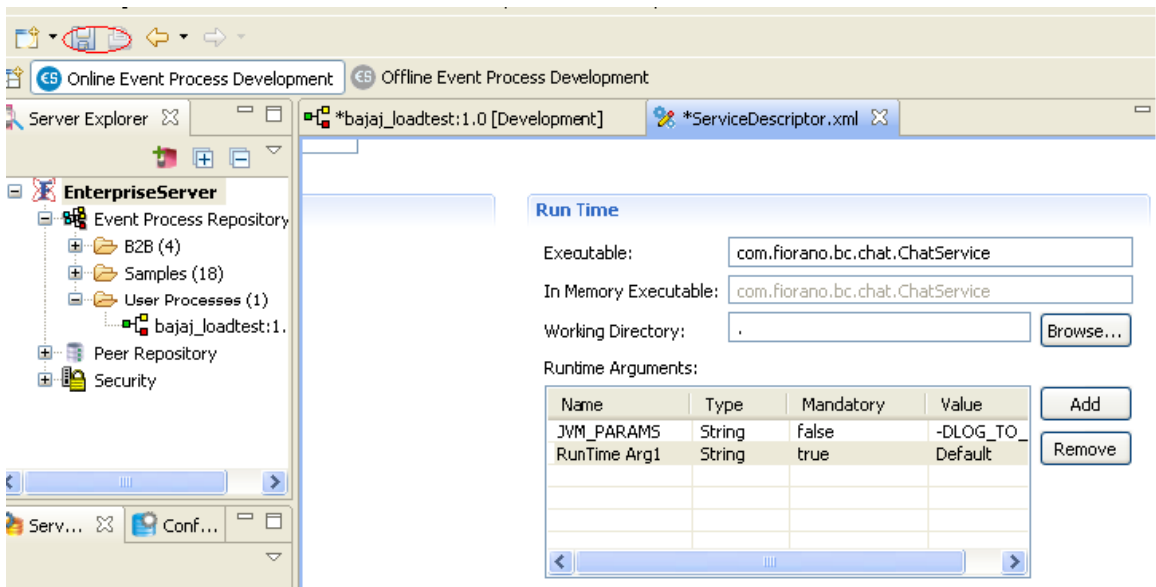 Online Event Process Development
Offline Event Process Development
Server Explorer
*bajaj_loadtest:1.0 [Development]
*ServiceDescriptor.xml
EnterpriseServer
Event Process Repository
B2B (4)
Samples (18)
User Processes (1)
bajaj_loadtest:1.
Peer Repository
Security
Serv...
Conf...
Run Time
Executable:
com.fiorano.bc.chat.ChatService
In Memory Executable:
com.fiorano.bc.chat.ChatService
Working Directory:
.
Browse...
Runtime Arguments:
Name Type Mandatory Value
JVM_PARAMS String false -DLOG_TO_
RunTime Arg1 String true Default
Add
Remove